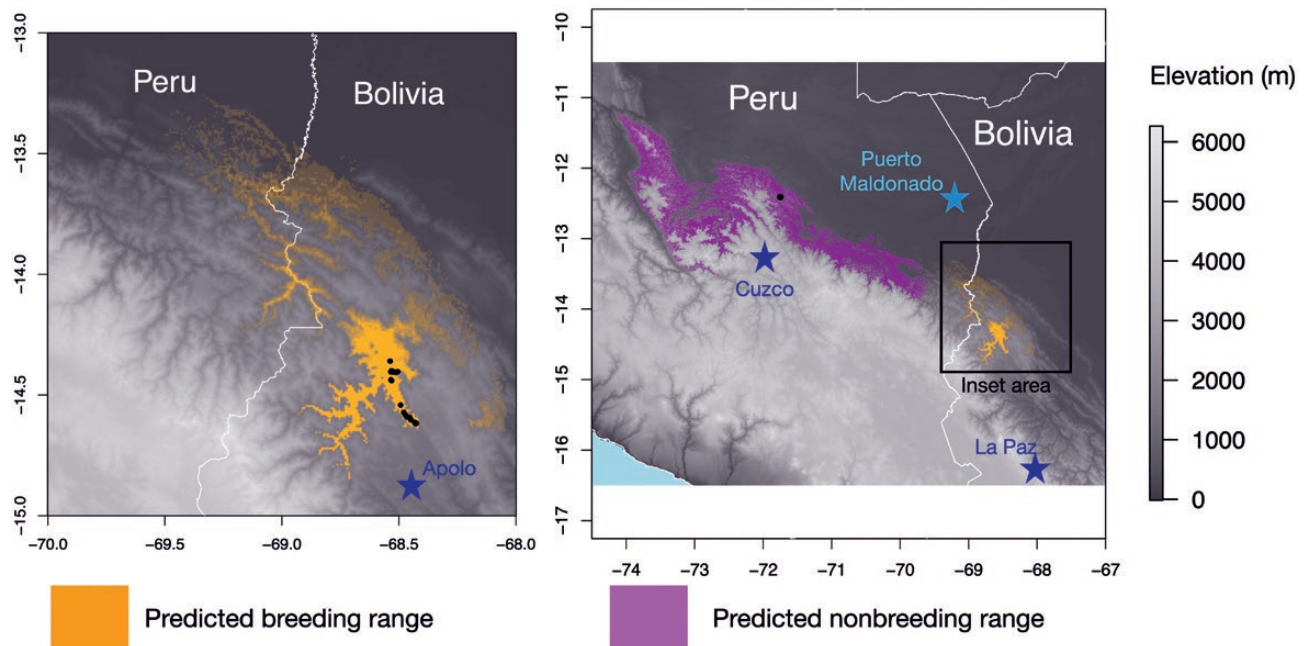 Peru
Bolivia
Apolo
−13.0
−13.5
−14.0
−14.5
−15.0
−70.0
−69.5
−69.0
−68.5
−68.0
Peru
Bolivia
Puerto
Maldonado
Cuzco
Inset area
La Paz
−10
−11
−12
−13
−14
−15
−16
−17
−74
−73
−72
−71
−70
−69
−68
−67
Elevation (m)
6000
5000
4000
3000
2000
1000
0
Predicted breeding range
Predicted nonbreeding range